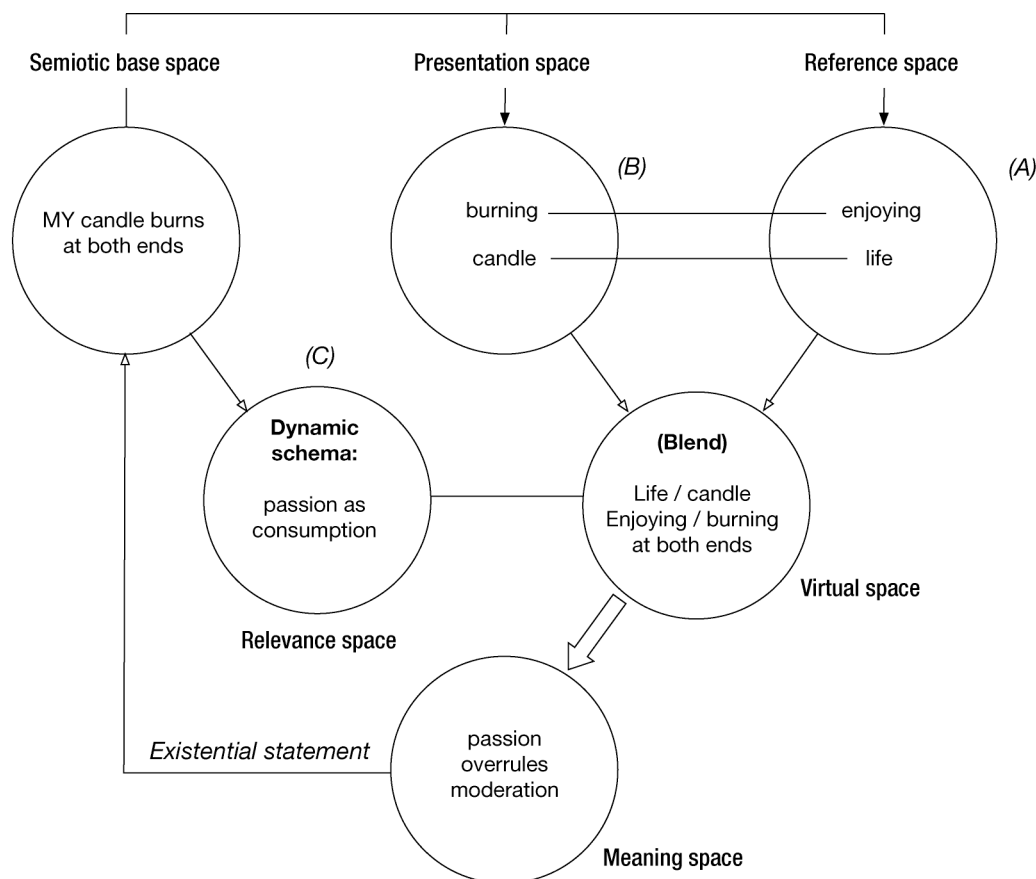 Semiotic base space
Presentation space
Reference space
(B)
(A)
MY candle burns
at both ends
burning
enjoying
candle
life
(C)
Dynamic
schema:
passion as
consumption
(Blend)
Life / candle
Enjoying / burning
at both ends
Virtual space
Relevance space
Existential statement
passion
overrules
moderation
Meaning space